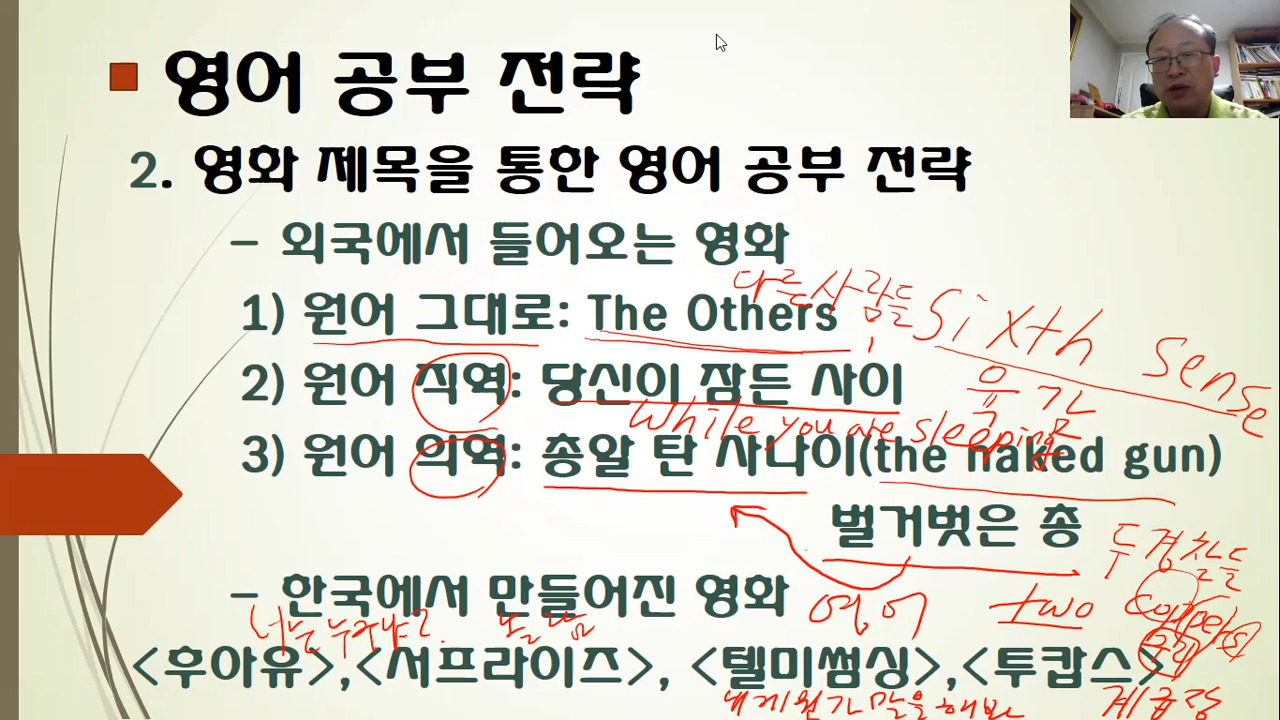 영어 공부 전략
2. 영화 제목을 통한 영어 공부 전략
– 외국에서 들어오는 영화
다른사람들
1) 원어 그대로: The Others
Sixth sense
2) 원어 직역: 당신이 잠든 사이
육감
While you are sleeping
3) 원어 의역: 총알 탄 사나이(the naked gun)
벌거벗은 총
두경찰들
– 한국에서 만들어진 영화
영어
two
너는 누구냐?
놀람
<후아유>,<서프라이즈>, <텔미썸싱>,<투캅스>
내게 뭔가 말을해봐